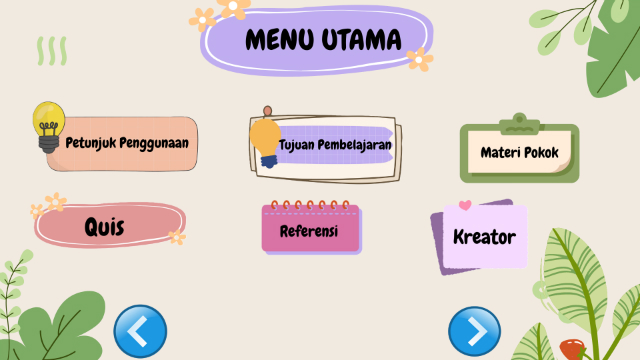 MENU UTAMA
Petunjuk Penggunaan
Tujuan Pembelajaran
Materi Pokok
Quis
Referensi
Kreator